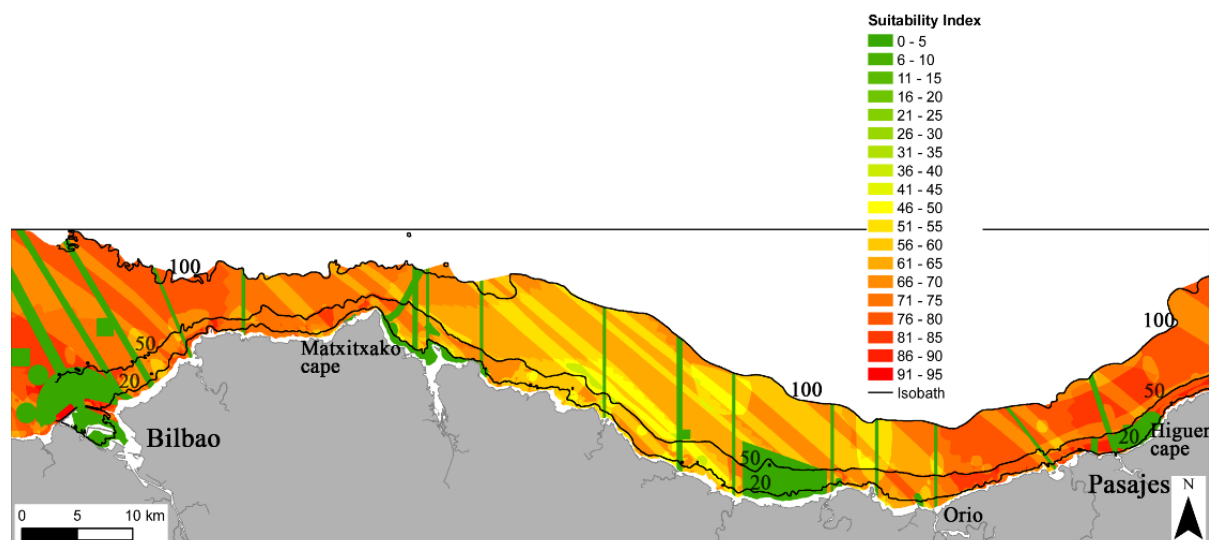 Suitability Index
0 - 5
6 - 10
11 - 15
16 - 20
21 - 25
26 - 30
31 - 35
36 - 40
41 - 45
46 - 50
51 - 55
56 - 60
61 - 65
66 - 70
71 - 75
76 - 80
81 - 85
86 - 90
91 - 95
Isobath
100
50
20
Bilbao
Matxitxako
cape
100
50
20
Orio
100
50
20
Higuer
cape
Pasajes
N
0 5 10 km